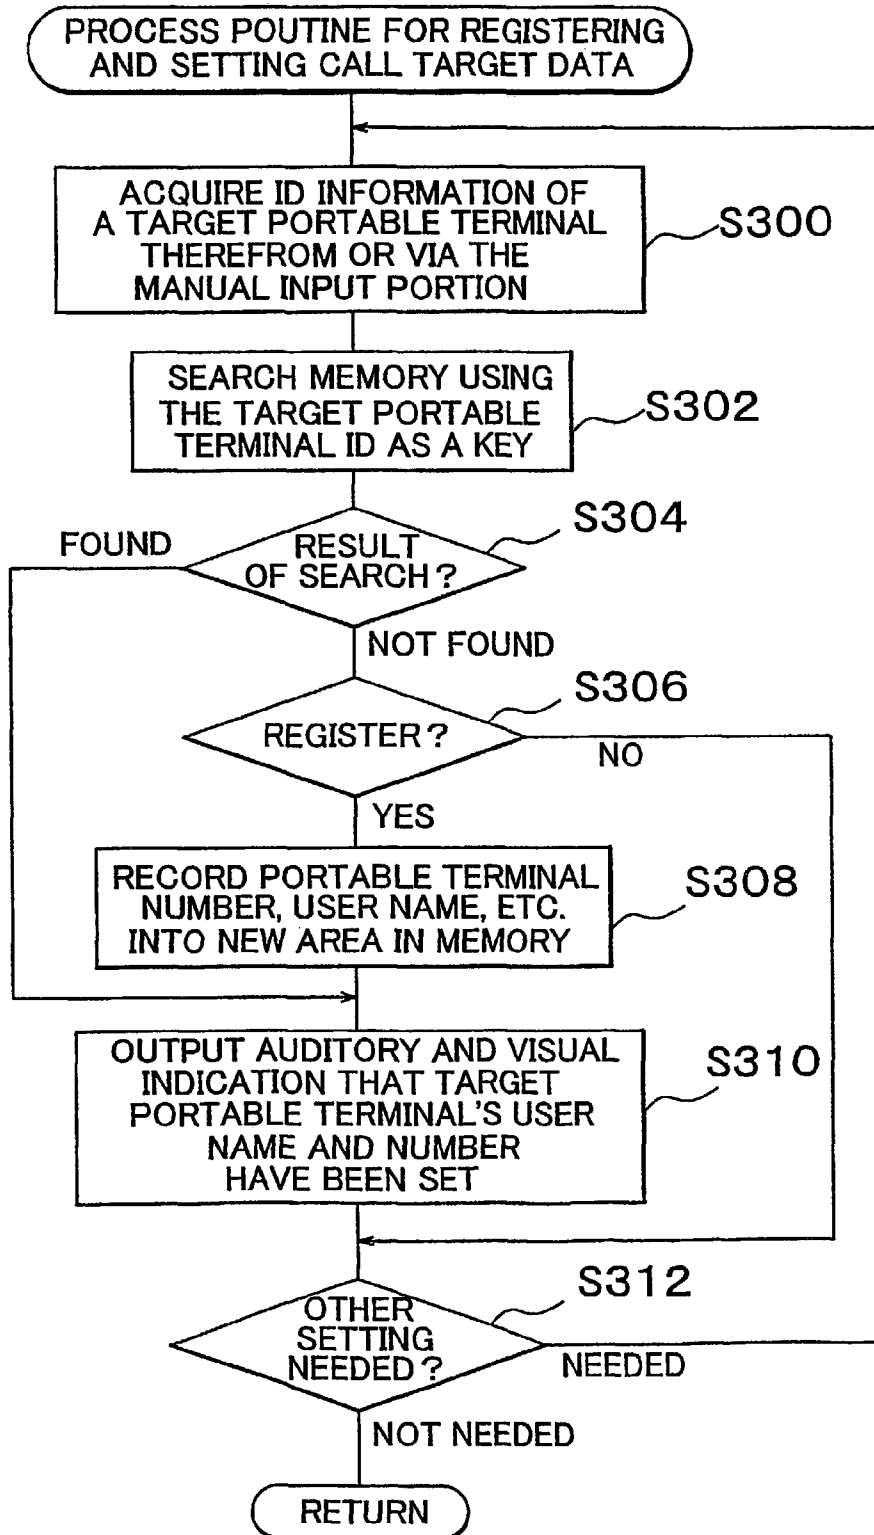 PROCESS POUTINE FOR REGISTERING
AND SETTING CALL TARGET DATA
ACQUIRE ID INFORMATION OF
A TARGET PORTABLE TERMINAL
THEREFROM OR VIA THE
MANUAL INPUT PORTION
S300
SEARCH MEMORY USING
THE TARGET PORTABLE
TERMINAL ID AS A KEY
S302
S304
FOUND
RESULT
OF SEARCH?
NOT FOUND
S306
REGISTER?
NO
YES
RECORD PORTABLE TERMINAL
NUMBER, USER NAME, ETC.
INTO NEW AREA IN MEMORY
S308
OUTPUT AUDITORY AND VISUAL
INDICATION THAT TARGET
PORTABLE TERMINAL'S USER
NAME AND NUMBER
HAVE BEEN SET
S310
S312
OTHER
SETTING
NEEDED?
NEEDED
NOT NEEDED
RETURN